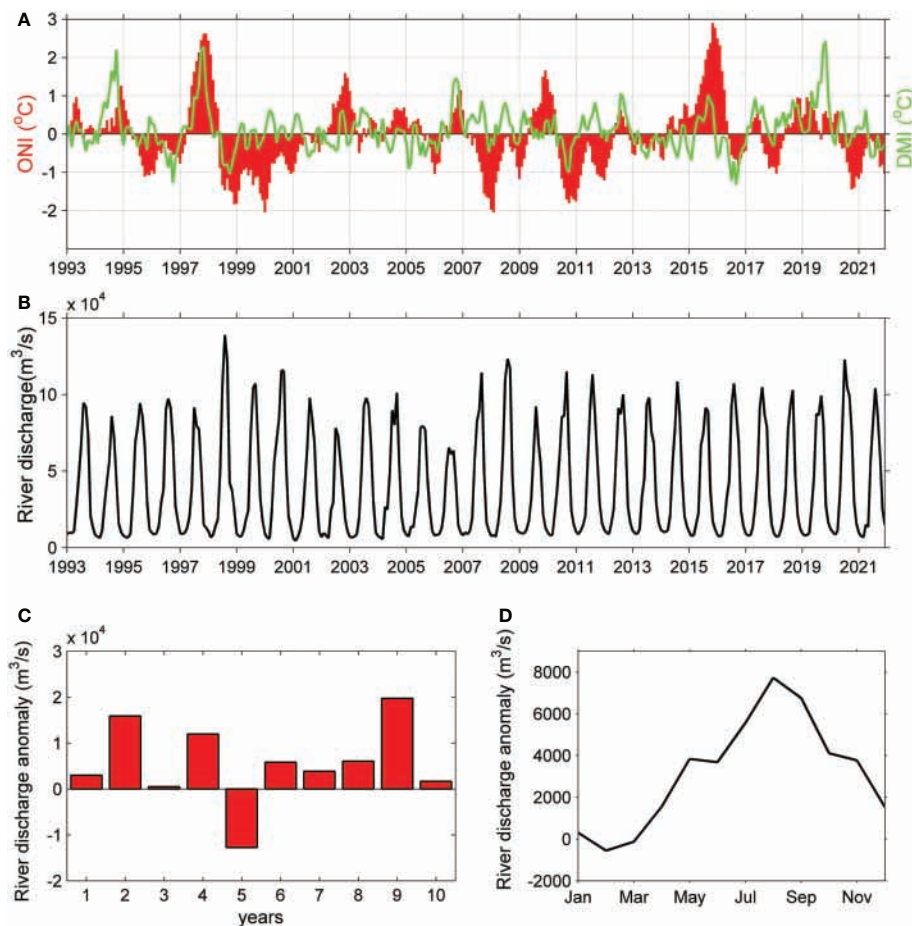 A
3
2
1
0
-1
-2
ONI (°C)
DMI (°C)
1993 1995 1997 1999 2001 2003 2005 2007 2009 2011 2013 2015 2017 2019 2021
B
x 10⁴
15
10
5
0
River discharge(m³/s)
1993 1995 1997 1999 2001 2003 2005 2007 2009 2011 2013 2015 2017 2019 2021
C
x 10⁴
3
2
1
0
-1
-2
River discharge anomaly (m³/s)
1 2 3 4 5 6 7 8 9 10
years
D
8000
6000
4000
2000
0
-2000
River discharge anomaly (m³/s)
Jan Mar May Jul Sep Nov